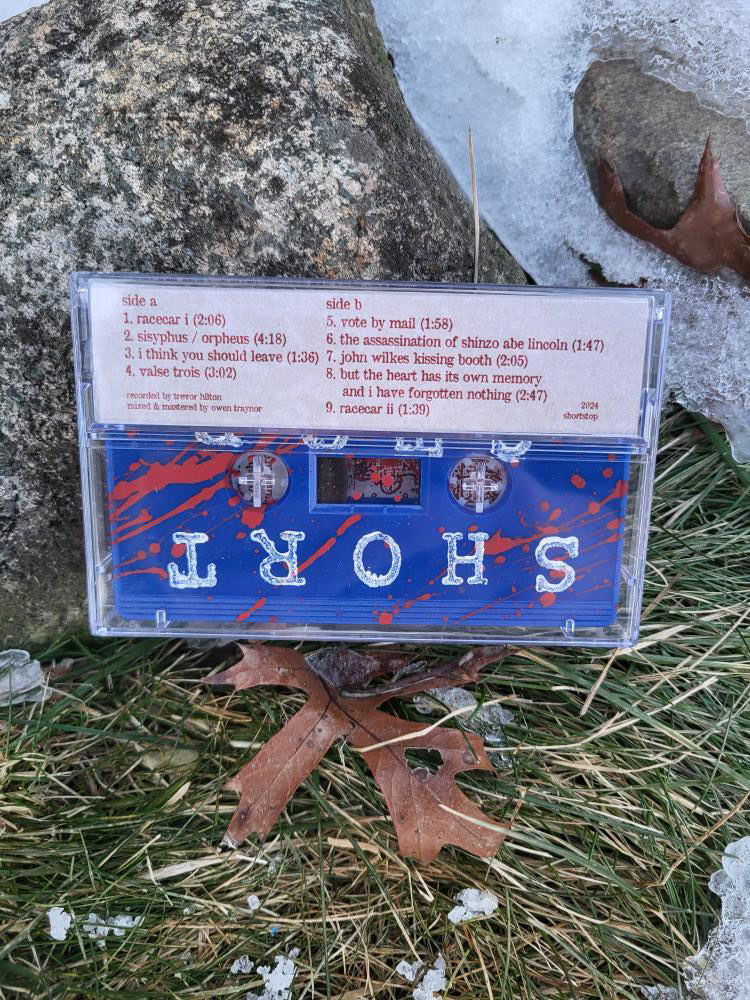 side a
1. racecar i (2:06)
2. sisyphus / orpheus (4:18)
3. i think you should leave (1:36)
4. valse trois (3:02)
recorded by trevor hilton
mixed & mastered by owen traynor
side b
5. vote by mail (1:58)
6. the assassination of shinzo abe lincoln (1:47)
7. john wilkes kissing booth (2:05)
8. but the heart has its own memory
and i have forgotten nothing (2:47)
9. racecar ii (1:39)
2024
shortstop
SHORT